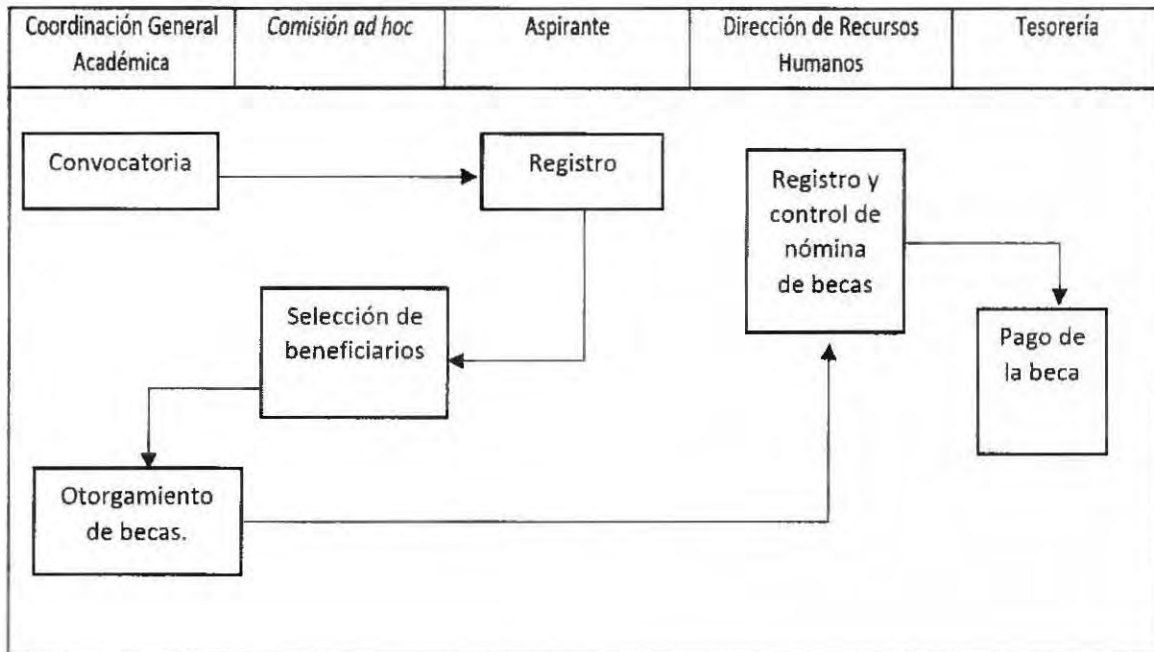 Coordinación General
Académica
Comisión ad hoc
Aspirante
Dirección de Recursos
Humanos
Tesorería
Convocatoria
Registro
Registro y
control de
nómina
de becas
Selección de
beneficiarios
Pago de
la beca
Otorgamiento
de becas.